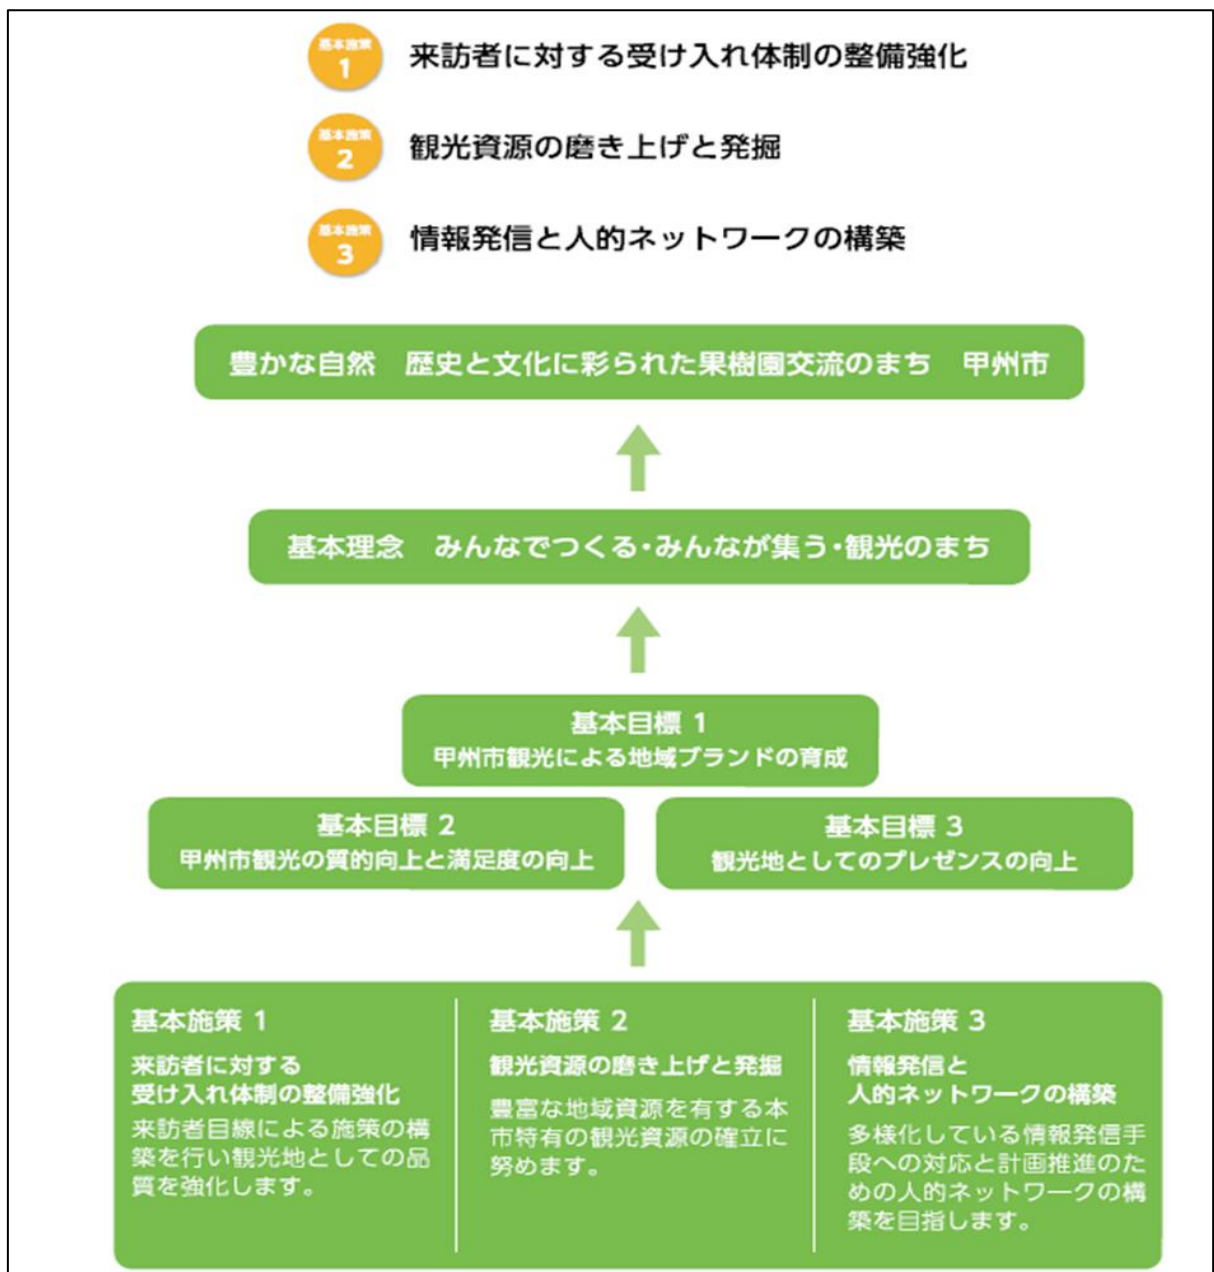 基本施策
1
来訪者に対する受け入れ体制の整備強化
基本施策
2
観光資源の磨き上げと発掘
基本施策
3
情報発信と人的ネットワークの構築
豊かな自然　歴史と文化に彩られた果樹園交流のまち　甲州市
基本理念　みんなでつくる・みんなが集う・観光のまち
基本目標 1
甲州市観光による地域ブランドの育成
基本目標 2
甲州市観光の質的向上と満足度の向上
基本目標 3
観光地としてのプレゼンスの向上
基本施策 1
来訪者に対する
受け入れ体制の整備強化
来訪者目線による施策の構
築を行い観光地としての品
質を強化します。
基本施策 2
観光資源の磨き上げと発掘
豊富な地域資源を有する本
市特有の観光資源の確立に
努めます。
基本施策 3
情報発信と
人的ネットワークの構築
多様化している情報発信手
段への対応と計画推進のた
めの人的ネットワークの構
築を目指します。